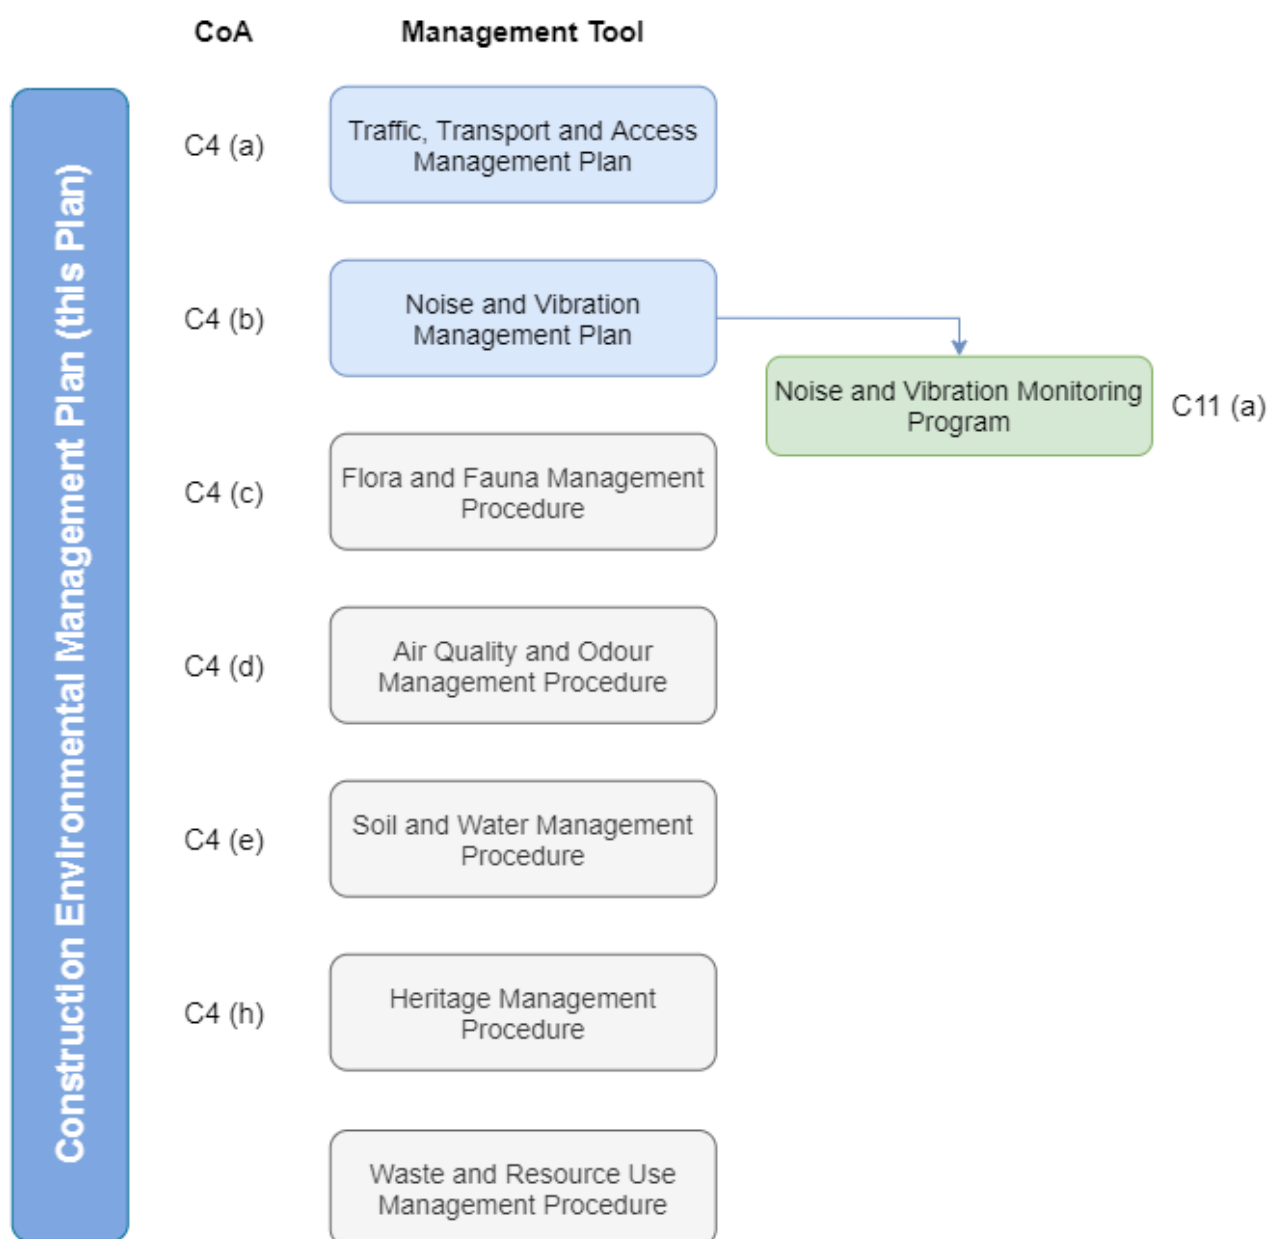 CoA
Management Tool
Construction Environmental Management Plan (this Plan)
C4 (a)
Traffic, Transport and Access
Management Plan
C4 (b)
Noise and Vibration
Management Plan
Noise and Vibration Monitoring
Program
C11 (a)
C4 (c)
Flora and Fauna Management
Procedure
C4 (d)
Air Quality and Odour
Management Procedure
C4 (e)
Soil and Water Management
Procedure
C4 (h)
Heritage Management
Procedure
Waste and Resource Use
Management Procedure